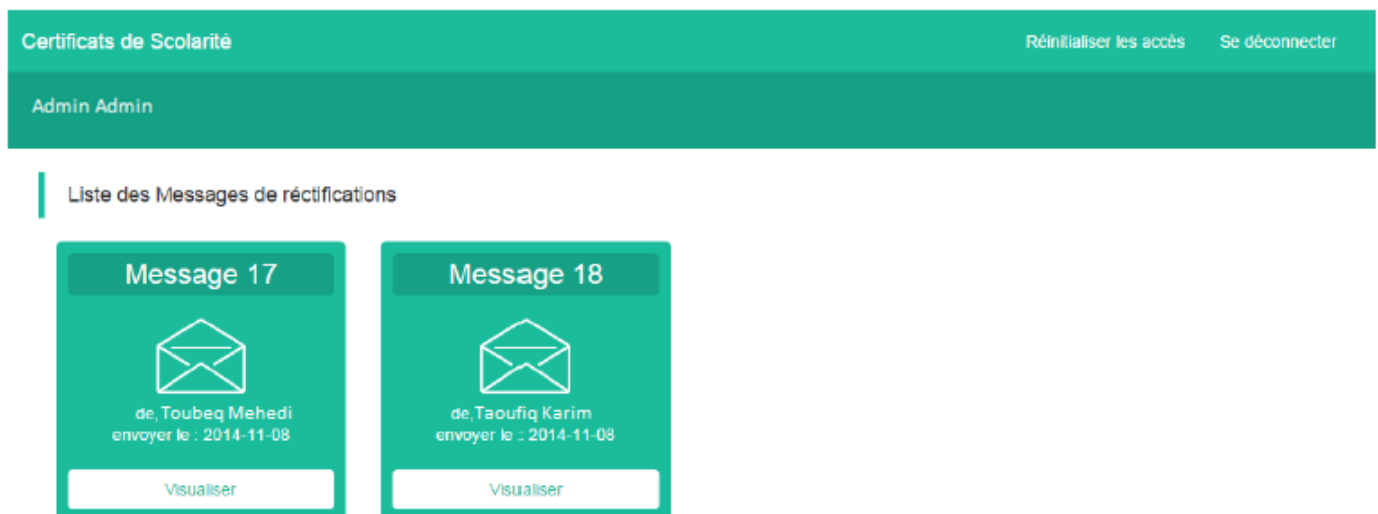 Certificats de Scolarité
Réinitialiser les accès
Se déconnecter
Admin Admin
Liste des Messages de réctifications
Message 17
de,Toubeq Mehedi
envoyer le : 2014-11-08
Visualiser
Message 18
de,Taoufiq Karim
envoyer le : 2014-11-08
Visualiser